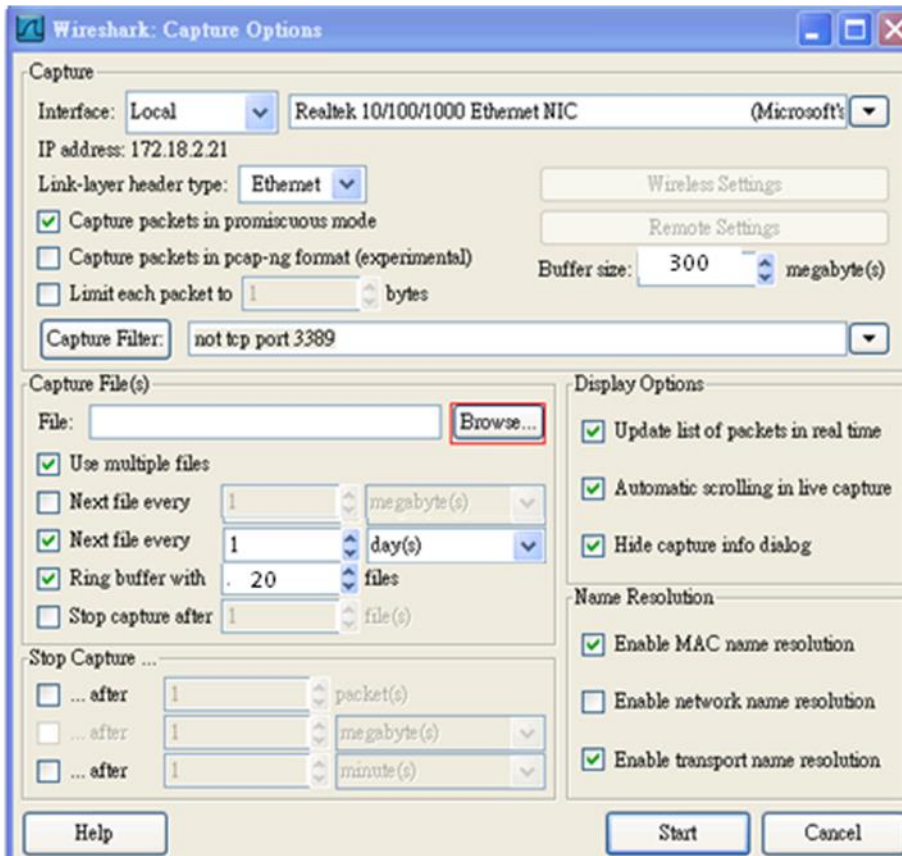 Wireshark: Capture Options
Capture
Interface: Local Realtek 10/100/1000 Ethernet NIC (Microsoft's
IP address: 172.18.2.21
Link-layer header type: Ethernet
Wireless Settings
Capture packets in promiscuous mode
Remote Settings
Capture packets in pcap-ng format (experimental)
Buffer size: 300 megabyte(s)
Limit each packet to 1 bytes
Capture Filter: not tcp port 3389
Capture File(s)
File: Browse...
Use multiple files
Next file every 1 megabyte(s)
Next file every 1 day(s)
Ring buffer with . 20 files
Stop capture after 1 file(s)
Stop Capture ...
... after 1 packet(s)
... after 1 megabyte(s)
... after 1 minute(s)
Display Options
Update list of packets in real time
Automatic scrolling in live capture
Hide capture info dialog
Name Resolution
Enable MAC name resolution
Enable network name resolution
Enable transport name resolution
Help Start Cancel